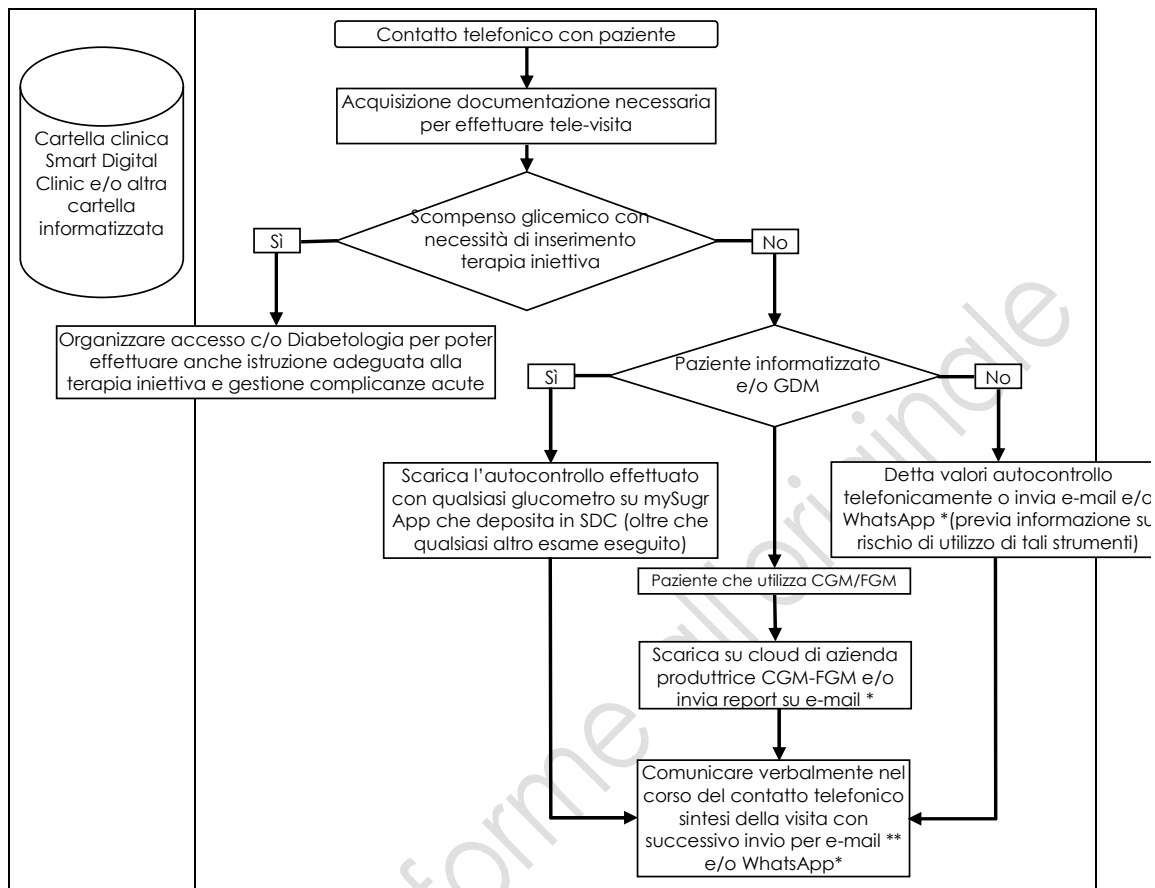 Contatto telefonico con paziente
Acquisizione documentazione necessaria
per effettuare tele-visita
Cartella clinica
Smart Digital
Clinic e/o altra
cartella
informatizzata
Scompenso glicemico con
necessità di inserimento
terapia iniettiva
Sì
No
Organizzare accesso c/o Diabetologia per poter
effettuare anche istruzione adeguata alla
terapia iniettiva e gestione complicanze acute
Paziente informatizzato
e/o GDM
Sì
No
Scarica l'autocontrollo effettuato
con qualsiasi glucometro su mySugr
App che deposita in SDC (oltre che
qualsiasi altro esame eseguito)
Detta valori autocontrollo
telefonicamente o invia e-mail e/o
WhatsApp *(previa informazione su
rischio di utilizzo di tali strumenti)
Paziente che utilizza CGM/FGM
Scarica su cloud di azienda
produttrice CGM-FGM e/o
invia report su e-mail *
Comunicare verbalmente nel
corso del contatto telefonico
sintesi della visita con
successivo invio per e-mail **
e/o WhatsApp*
forme all originale